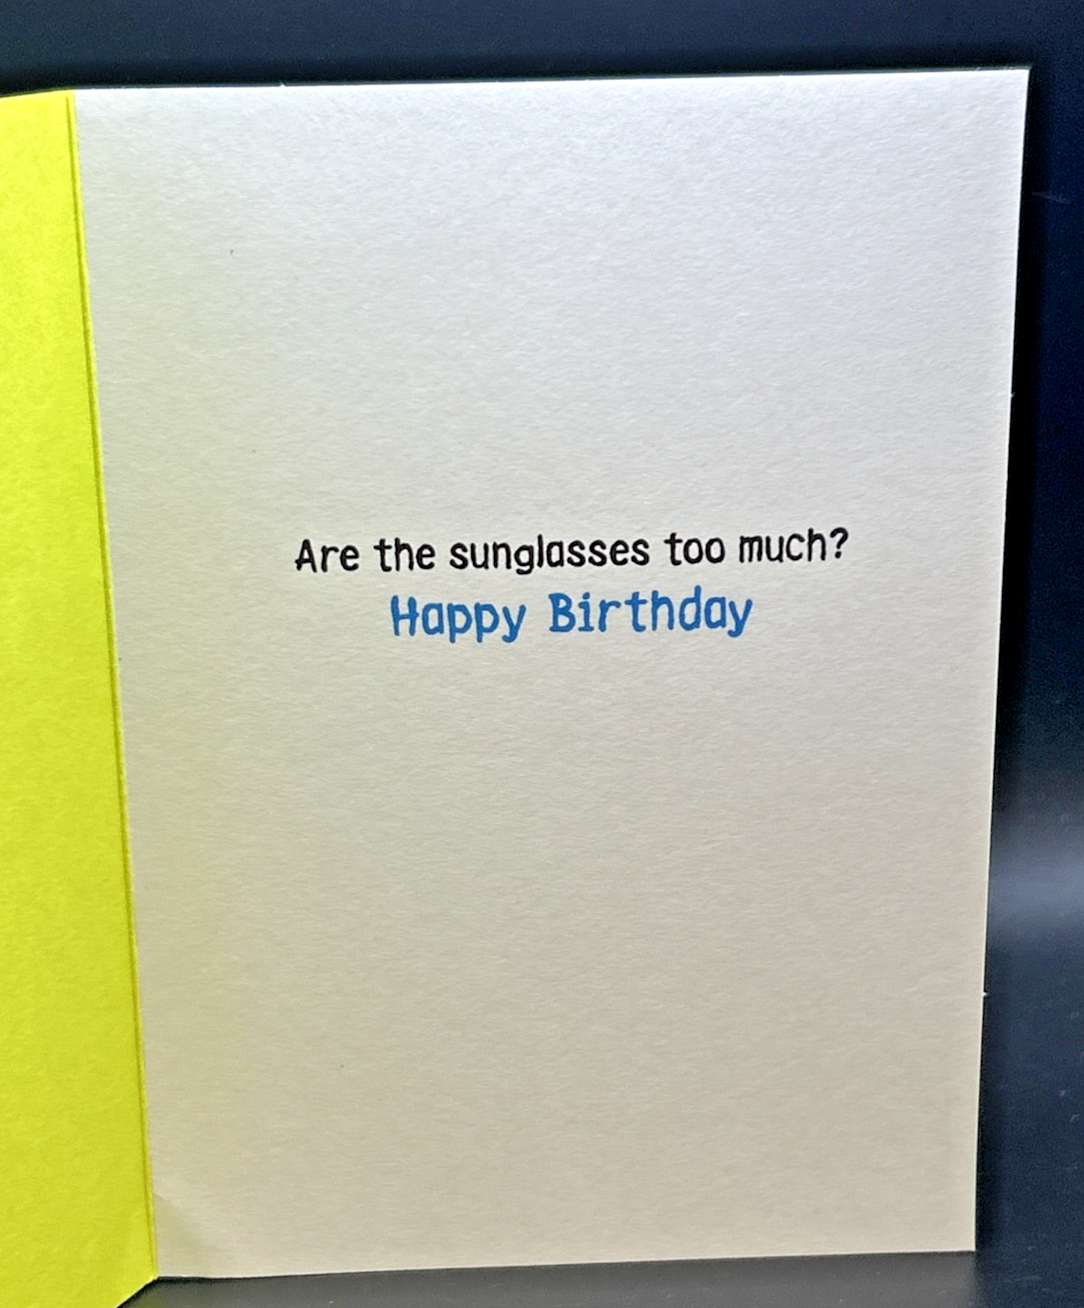 Are the sunglasses too much?
Happy Birthday